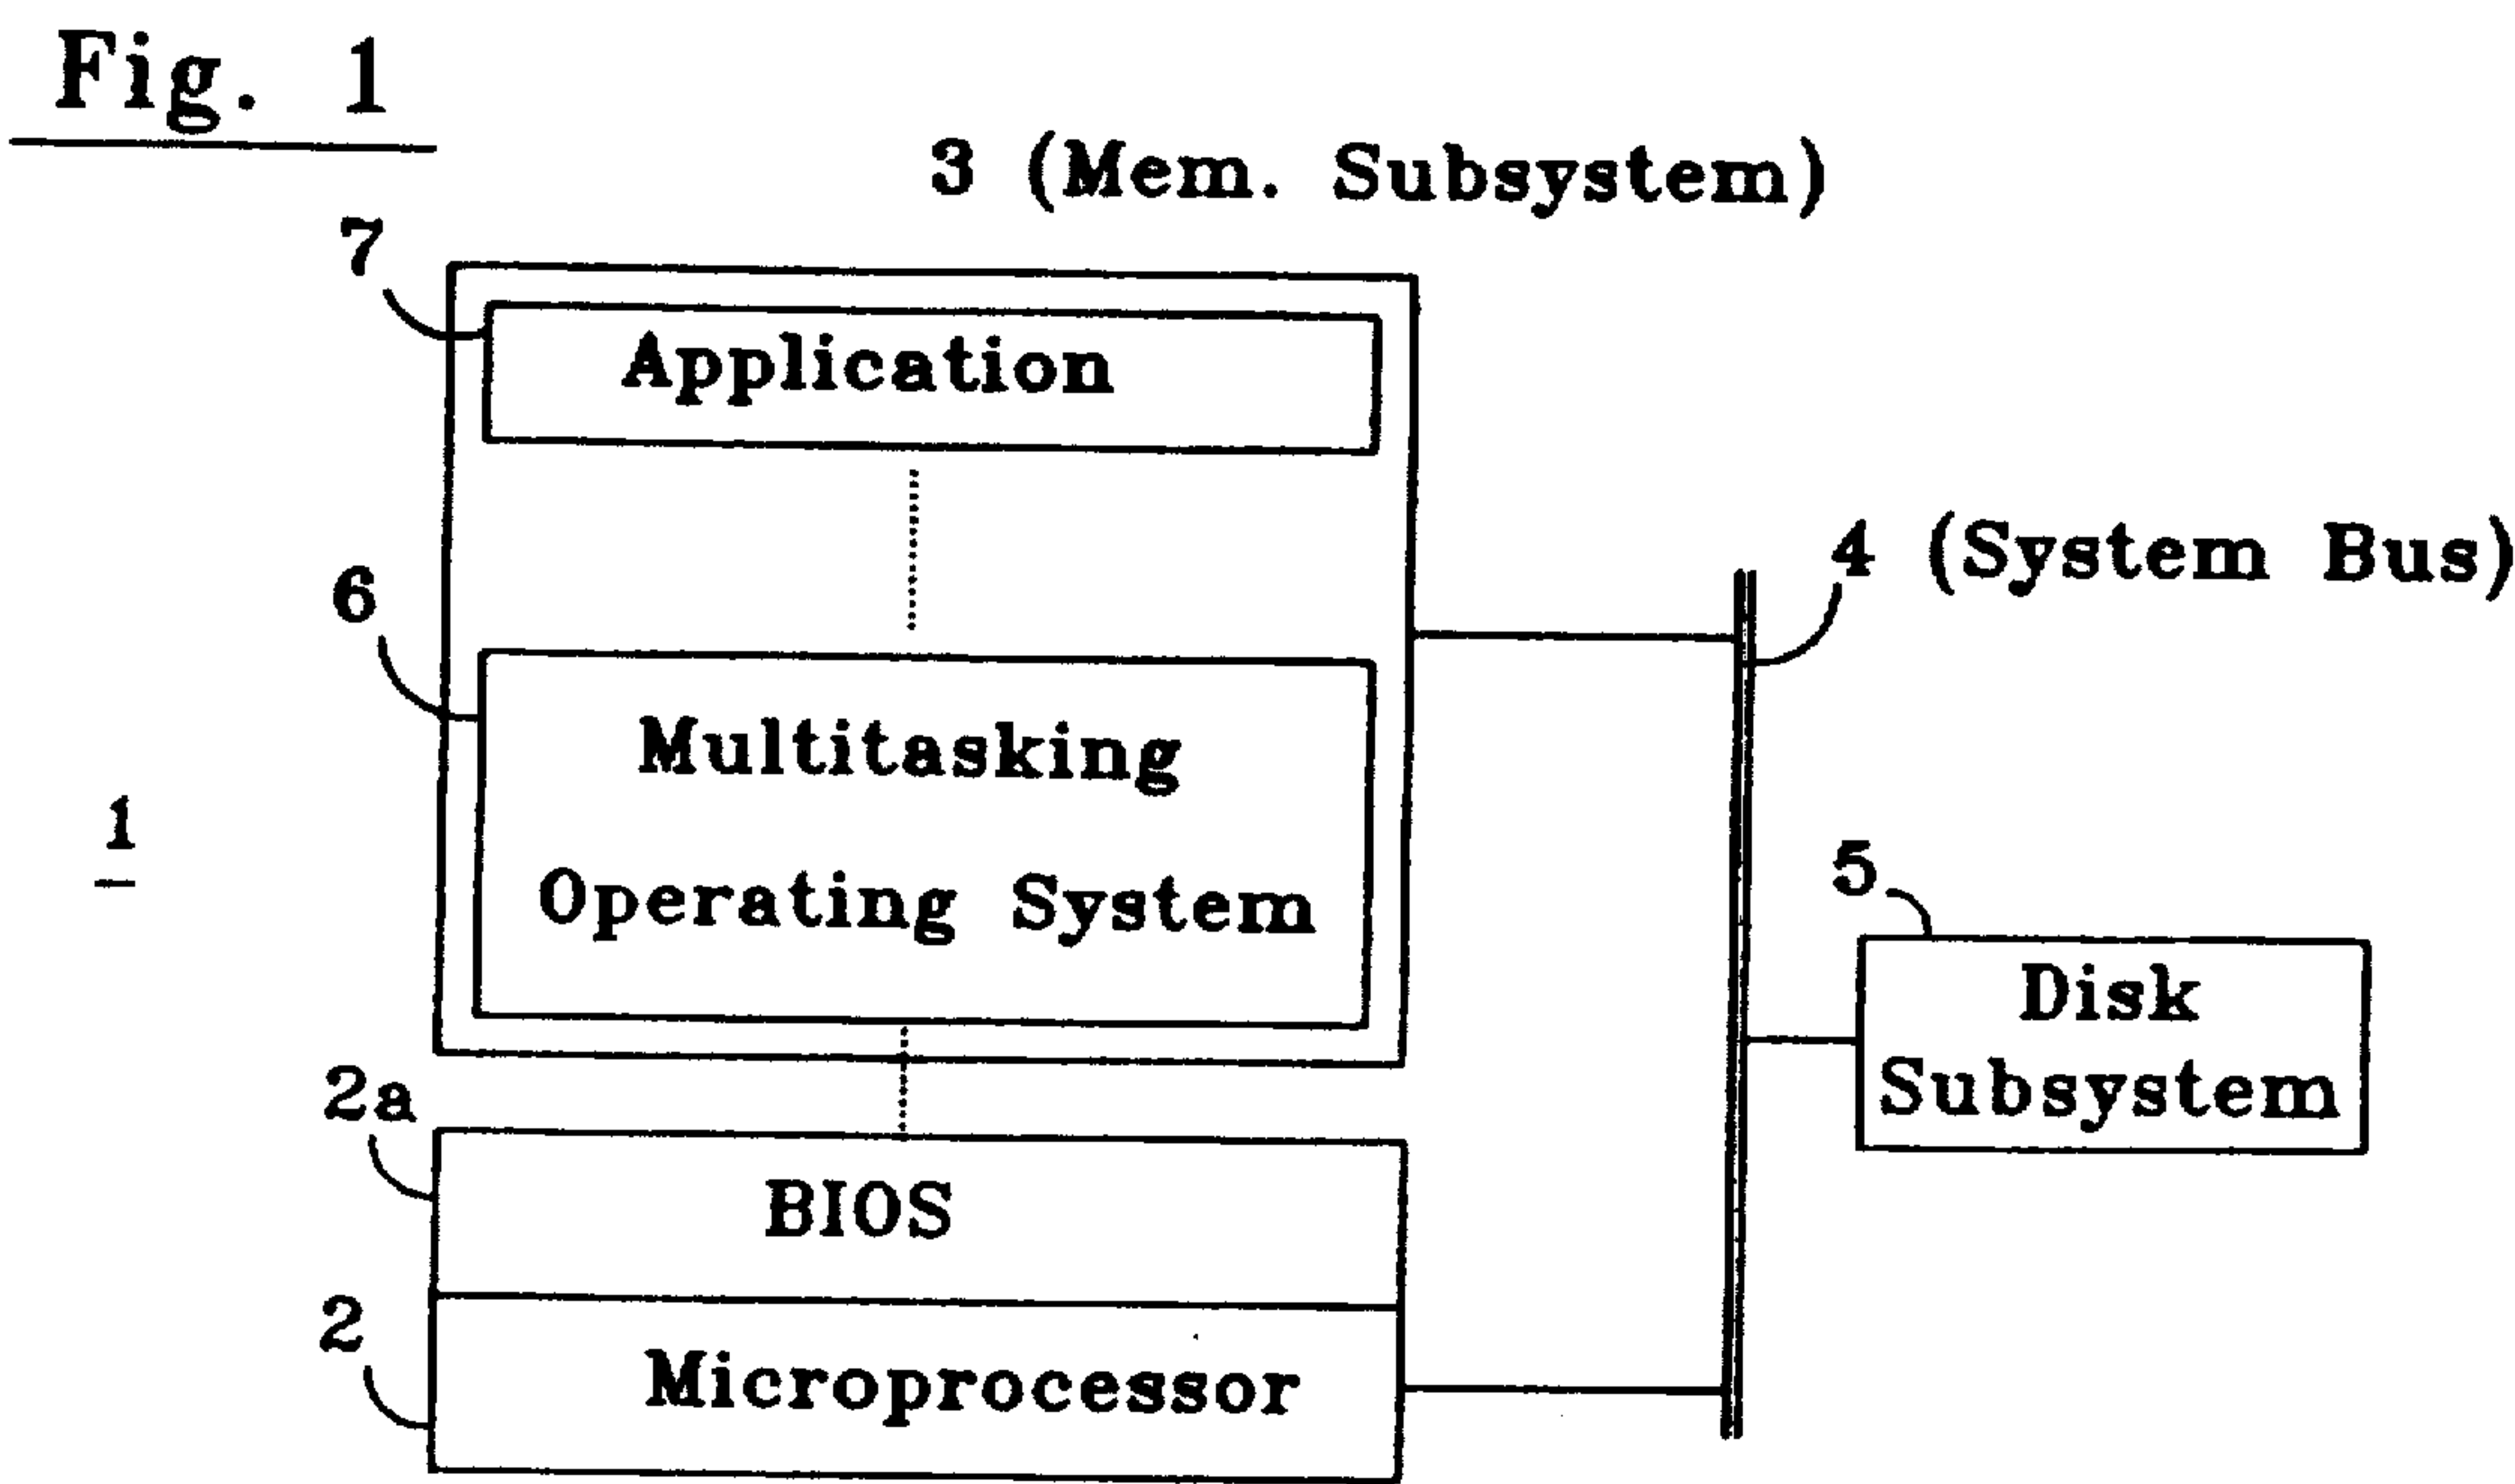 Fig. 1
3 (Mem. Subsystem)
7
Application
4 (System Bus)
6
Multitasking
1
Operating System
5
Disk
Subsystem
2a
BIOS
2
Microprocessor